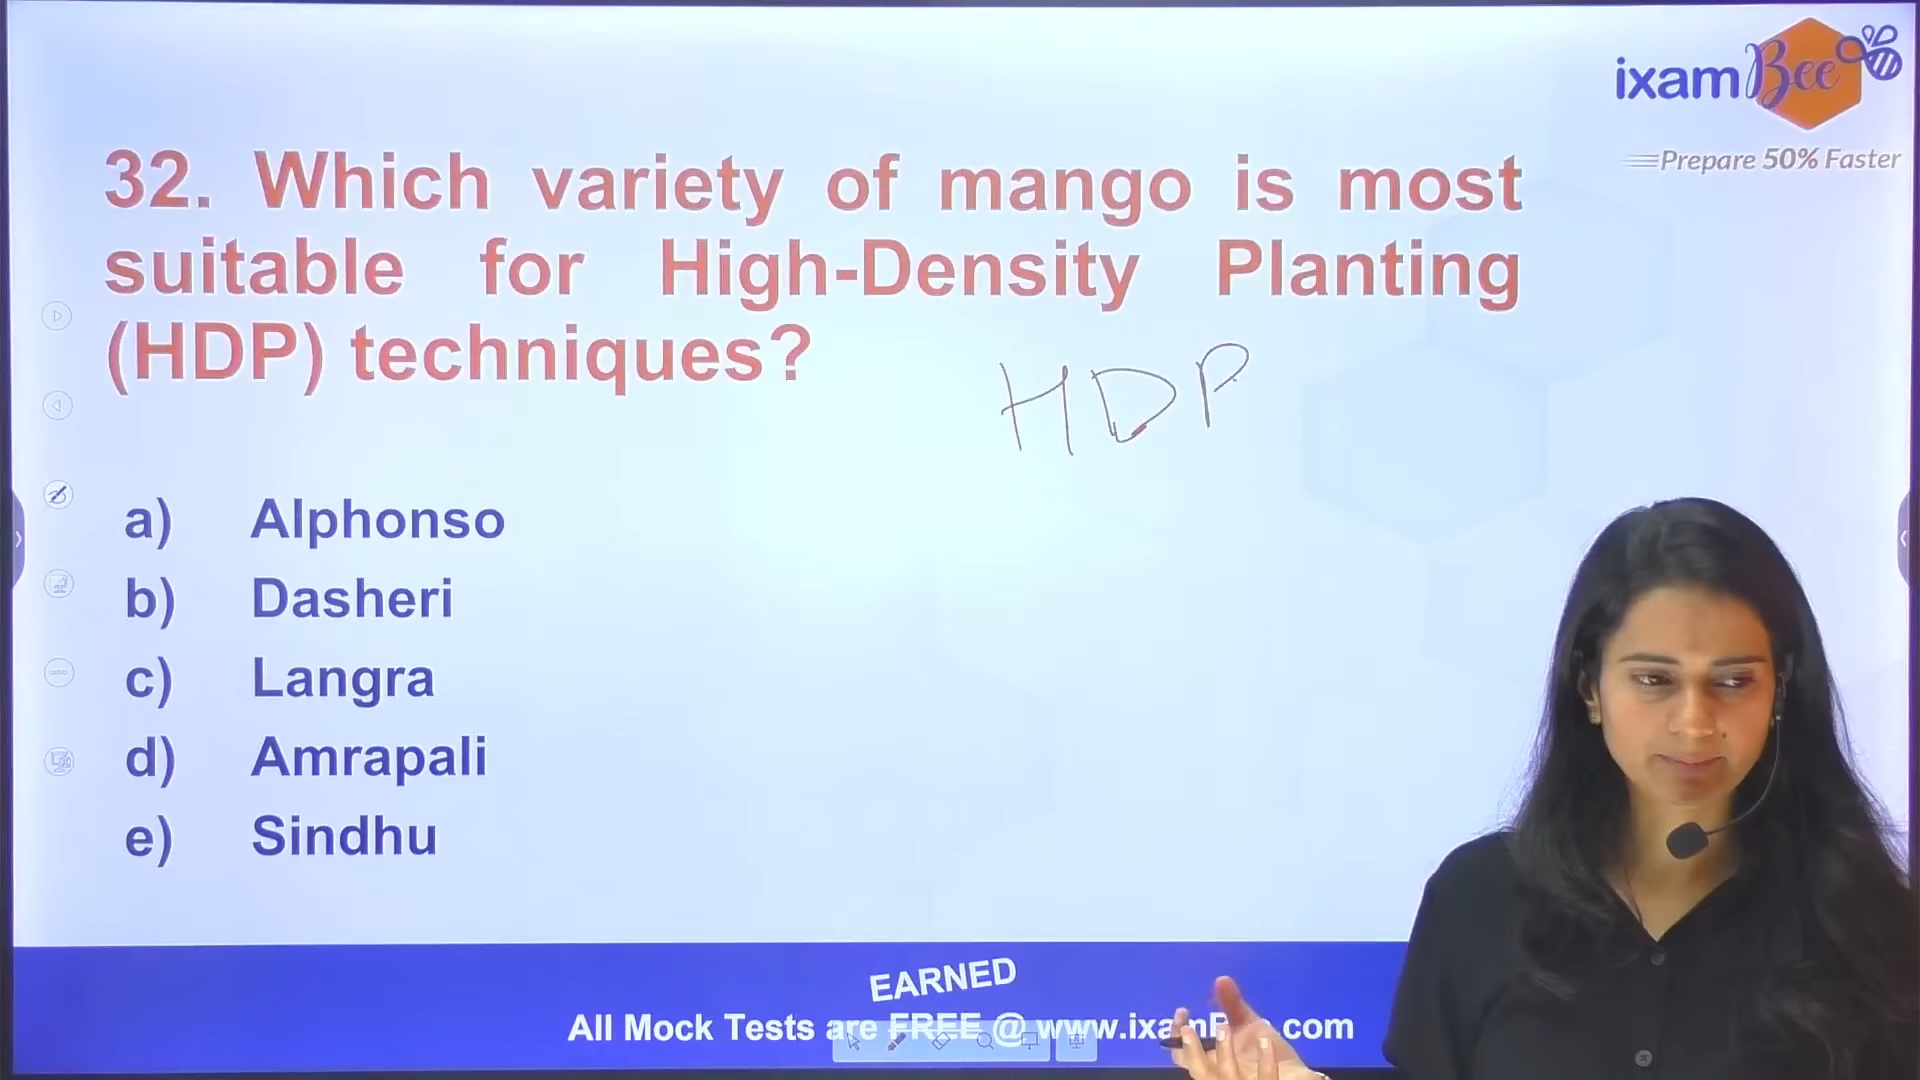 ixamBee
Prepare 50% Faster
32. Which variety of mango is most
suitable for High-Density Planting
(HDP) techniques?
HDP
a) Alphonso
b) Dasheri
c) Langra
d) Amrapali
e) Sindhu
EARNED
All Mock Tests are FREE @ www.ixamBee.com